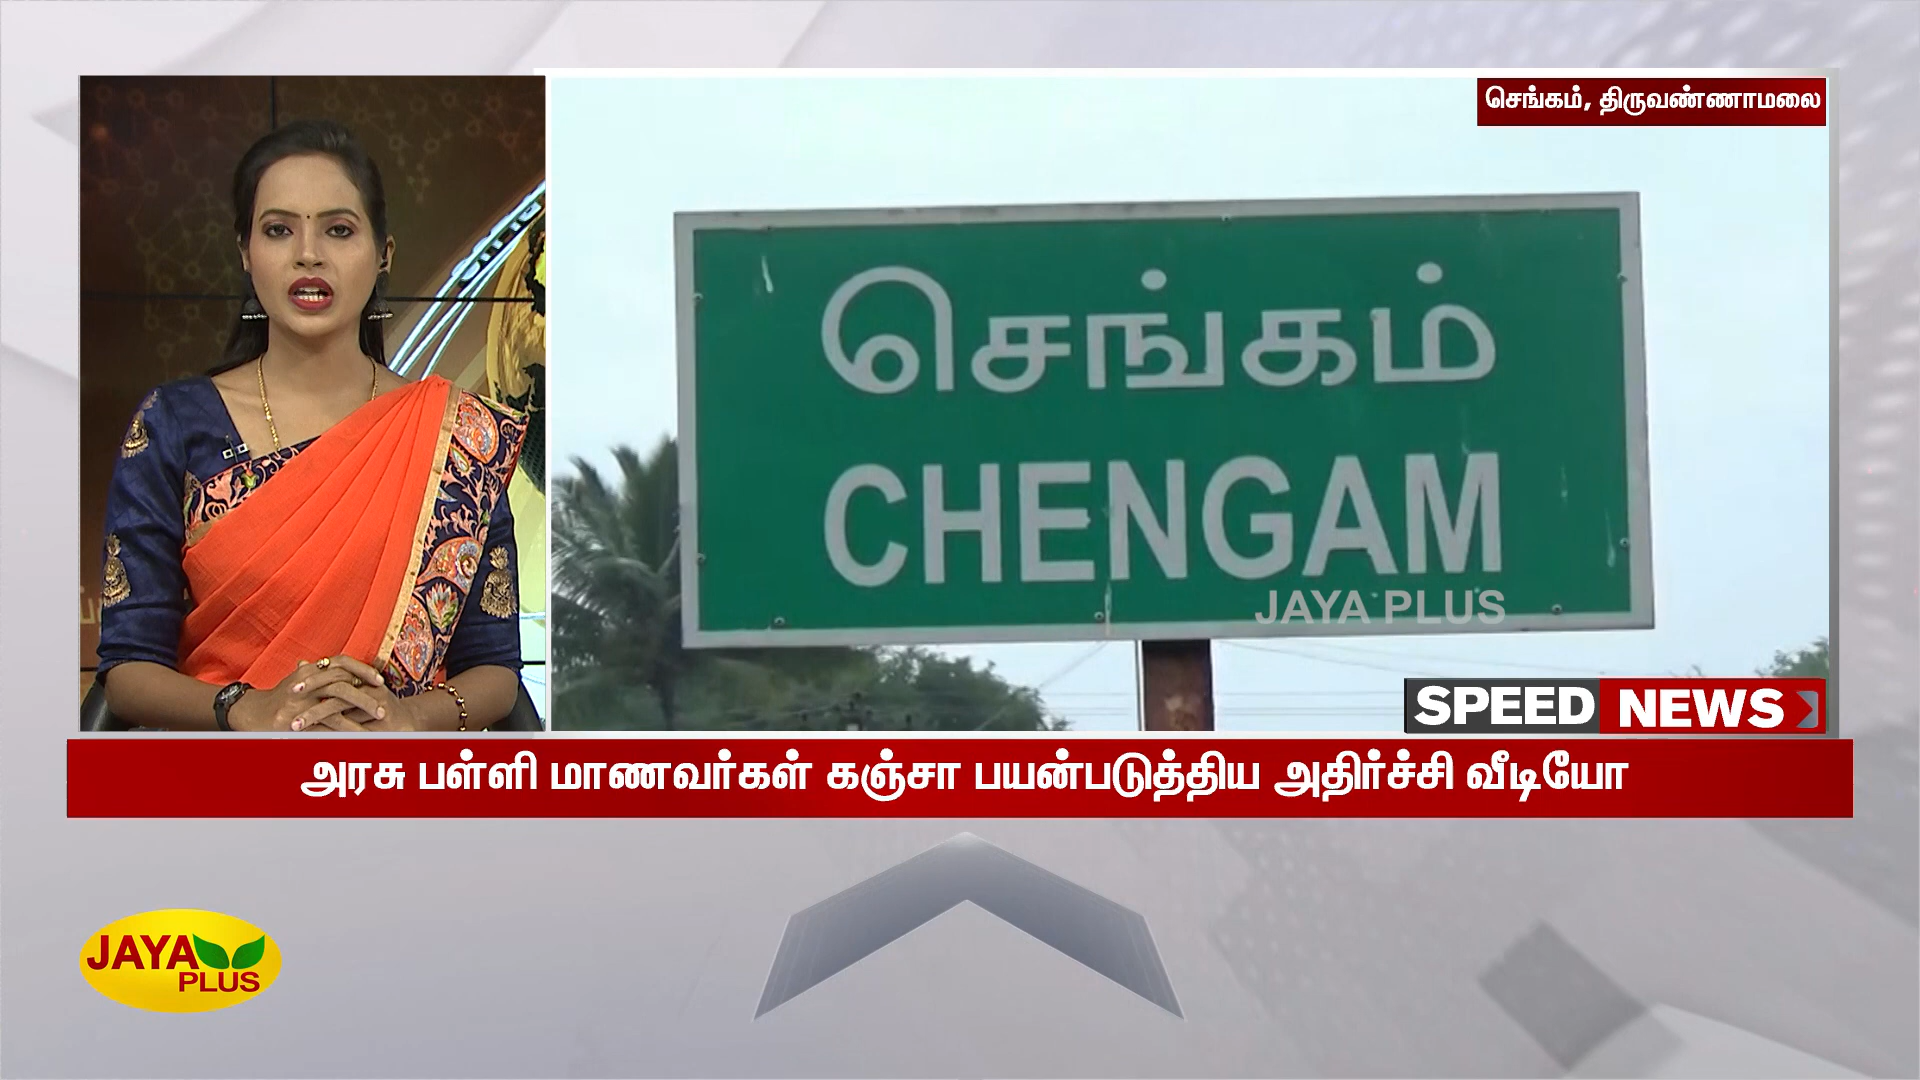 செங்கம், திருவண்ணாமலை
செங்கம்
CHENGAM
JAYA PLUS
SPEED NEWS
அரசு பள்ளி மாணவர்கள் கஞ்சா பயன்படுத்திய அதிர்ச்சி வீடியோ
JAYA
PLUS